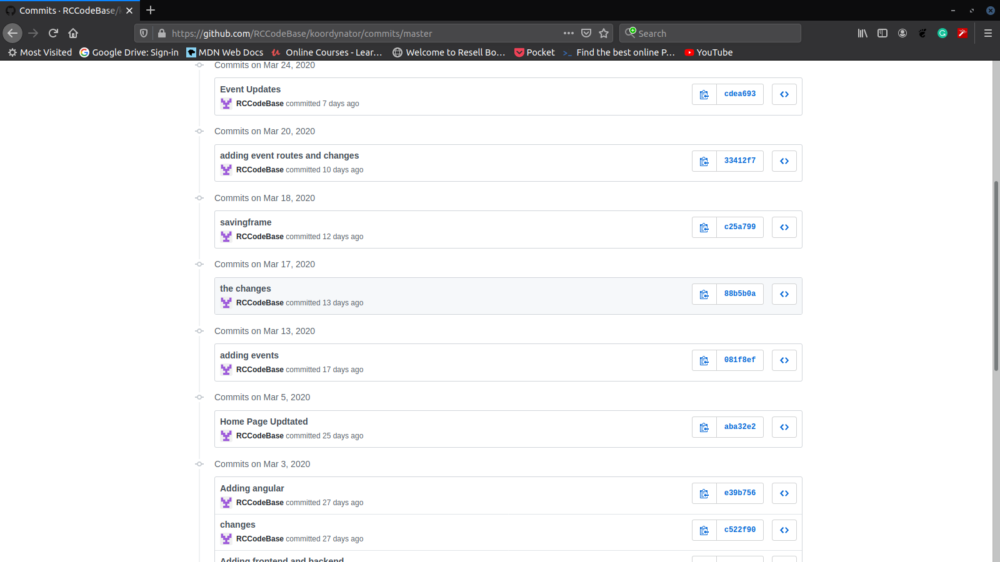 Commits · RCCodeBase/
https://github.com/RCCodeBase/koordynator/commits/master
Search
Most Visited
Google Drive: Sign-in
MDN Web Docs
Online Courses - Lear…
Welcome to Resell Bo…
Pocket
Find the best online P…
YouTube
Commits on Mar 24, 2020
Event Updates
cdea693
RCCodeBase committed 7 days ago
Commits on Mar 20, 2020
adding event routes and changes
33412f7
RCCodeBase committed 10 days ago
Commits on Mar 18, 2020
savingframe
c25a799
RCCodeBase committed 12 days ago
Commits on Mar 17, 2020
the changes
88b5b0a
RCCodeBase committed 13 days ago
Commits on Mar 13, 2020
adding events
081f8ef
RCCodeBase committed 17 days ago
Commits on Mar 5, 2020
Home Page Updtated
aba32e2
RCCodeBase committed 25 days ago
Commits on Mar 3, 2020
Adding angular
e39b756
RCCodeBase committed 27 days ago
changes
c522f90
RCCodeBase committed 27 days ago
Adding frontend and backend